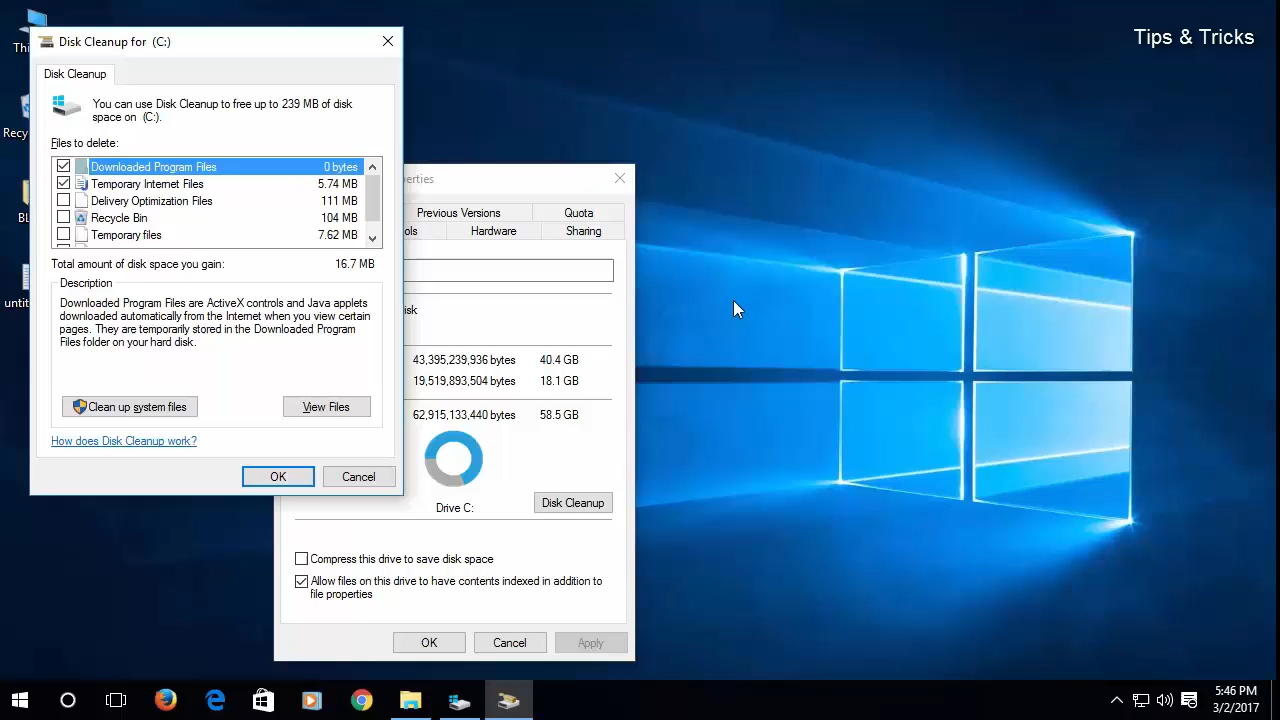 Tips & Tricks
Disk Cleanup for (C:)
Disk Cleanup
You can use Disk Cleanup to free up to 239 MB of disk
space on (C:).
Files to delete:
Downloaded Program Files 0 bytes
Temporary Internet Files 5.74 MB
Delivery Optimization Files 111 MB
Recycle Bin 104 MB
Temporary files 7.62 MB
Total amount of disk space you gain: 16.7 MB
Description
Downloaded Program Files are ActiveX controls and Java applets
downloaded automatically from the Internet when you view certain
pages. They are temporarily stored in the Downloaded Program
Files folder on your hard disk.
Clean up system files View Files
How does Disk Cleanup work?
OK Cancel
Previous Versions Quota
Hardware Sharing
43,395,239,936 bytes 40.4 GB
19,519,893,504 bytes 18.1 GB
62,915,133,440 bytes 58.5 GB
Drive C: Disk Cleanup
Compress this drive to save disk space
Allow files on this drive to have contents indexed in addition to
file properties
OK Cancel Apply
5:46 PM
3/2/2017